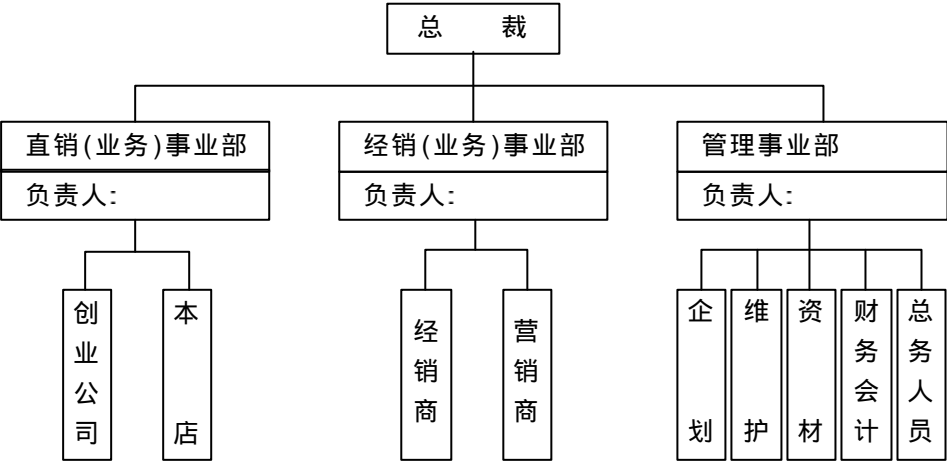 总 裁
直销(业务)事业部
负责人:
经销(业务)事业部
负责人:
管理事业部
负责人:
创业公司
本店
经销商
营销商
企划
维护
资材
财务会计
总务人员